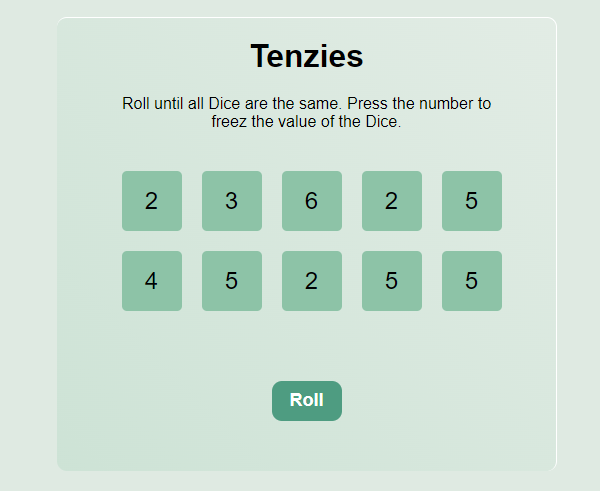 Tenzies
Roll until all Dice are the same. Press the number to
freez the value of the Dice.
2 3 6 2 5
4 5 2 5 5
Roll